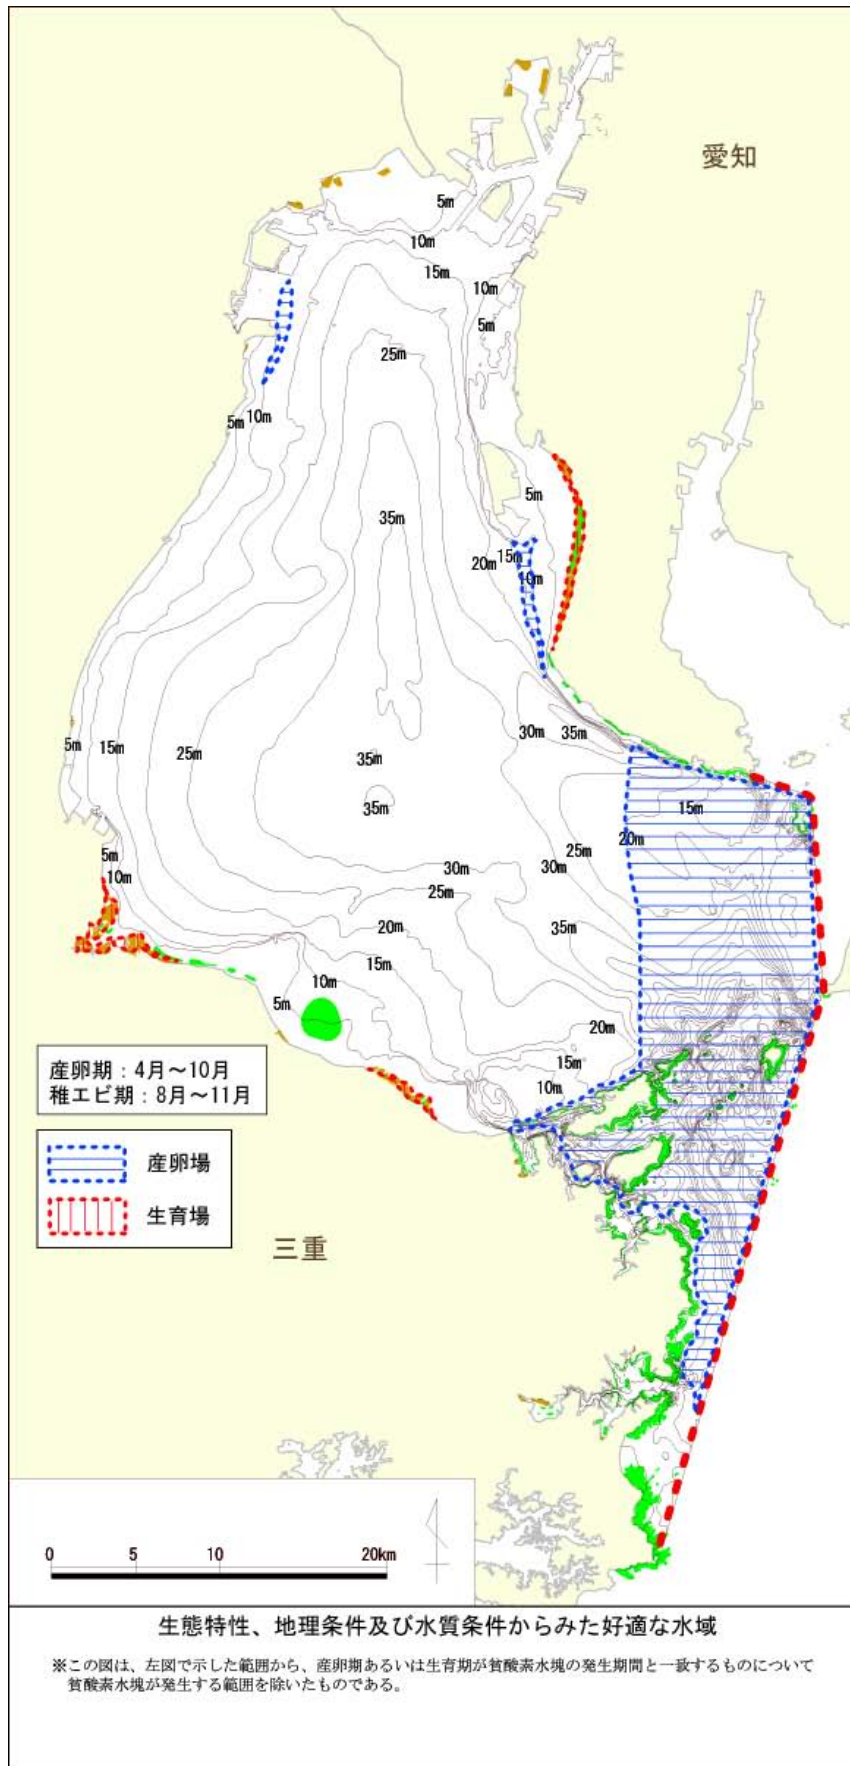 愛知
5m
10m
15m
10m
5m
25m
5m
10m
5m
35m
20m
15m
10m
30m
35m
5m
15m
25m
35m
35m
15m
20m
25m
30m
30m
25m
5m
10m
20m
35m
15m
10m
5m
20m
15m
10m
産卵期：4月～10月
稚エビ期：8月～11月
産卵場
生育場
三重
0 5 10 20km
生態特性、地理条件及び水質条件からみた好適な水域
※この図は、左図で示した範囲から、産卵期あるいは生育期が貧酸素水塊の発生期間と一致するものについて
貧酸素水塊が発生する範囲を除いたものである。